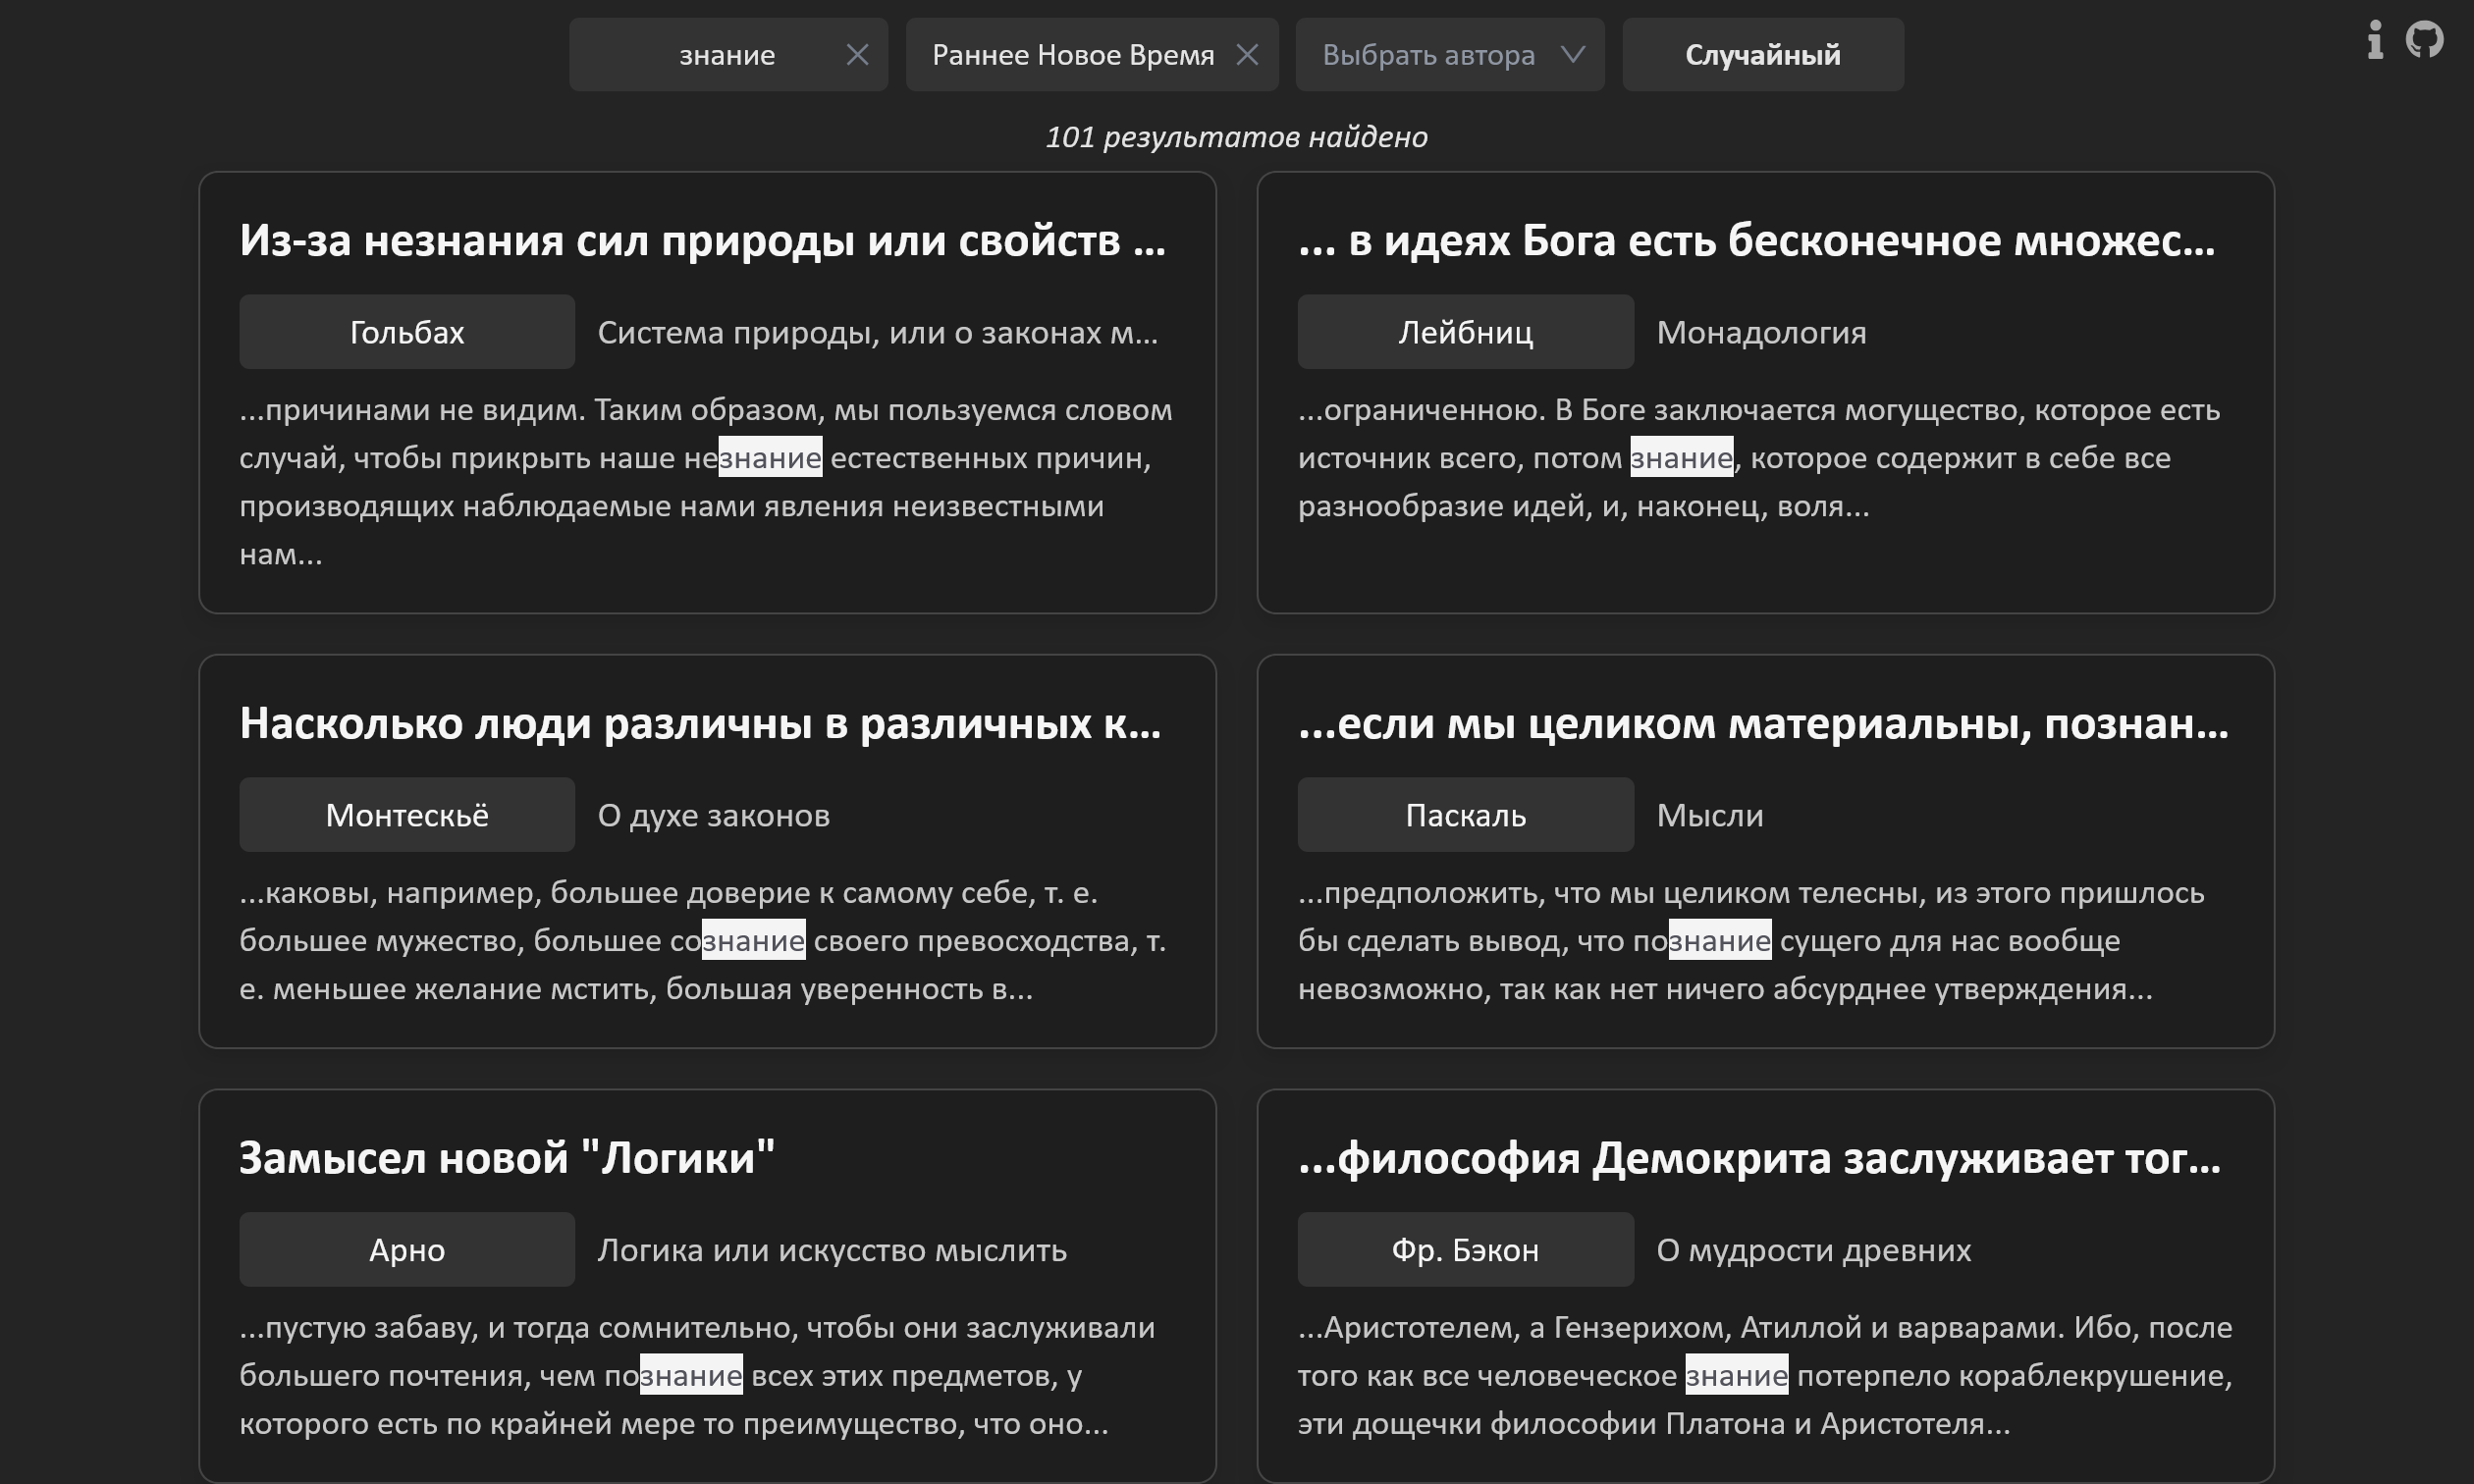 знание
Раннее Новое Время
Выбрать автора
Случайный
101 результатов найдено
Из-за незнания сил природы или свойств ...
Гольбах
Система природы, или о законах м...
...причинами не видим. Таким образом, мы пользуемся словом
случай, чтобы прикрыть наше незнание естественных причин,
производящих наблюдаемые нами явления неизвестными
нам...
... в идеях Бога есть бесконечное множес...
Лейбниц
Монадология
...ограниченною. В Боге заключается могущество, которое есть
источник всего, потом знание, которое содержит в себе все
разнообразие идей, и, наконец, воля...
Насколько люди различны в различных к...
Монтескьё
О духе законов
...каковы, например, большее доверие к самому себе, т. е.
большее мужество, большее сознание своего превосходства, т.
е. меньшее желание мстить, большая уверенность в...
...если мы целиком материальны, познан...
Паскаль
Мысли
...предположить, что мы целиком телесны, из этого пришлось
бы сделать вывод, что познание сущего для нас вообще
невозможно, так как нет ничего абсурднее утверждения...
Замысел новой "Логики"
Арно
Логика или искусство мыслить
...пустую забаву, и тогда сомнительно, чтобы они заслуживали
большего почтения, чем познание всех этих предметов, у
которого есть по крайней мере то преимущество, что оно...
...философия Демокрита заслуживает тог...
Фр. Бэкон
О мудрости древних
...Аристотелем, а Гензерихом, Атиллой и варварами. Ибо, после
того как все человеческое знание потерпело кораблекрушение,
эти дощечки философии Платона и Аристотеля...